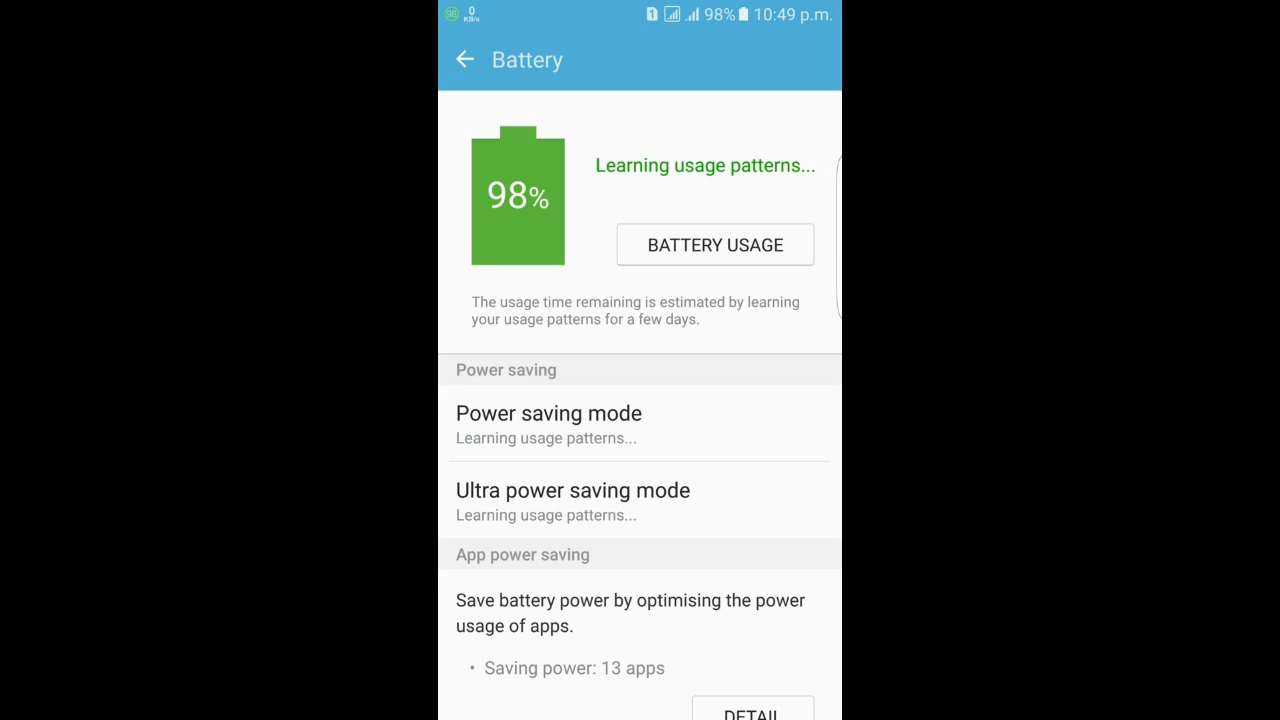 98 0 KB/s 1 98% 10:49 p.m.
Battery
Learning usage patterns...
98%
BATTERY USAGE
The usage time remaining is estimated by learning
your usage patterns for a few days.
Power saving
Power saving mode
Learning usage patterns...
Ultra power saving mode
Learning usage patterns...
App power saving
Save battery power by optimising the power
usage of apps.
• Saving power: 13 apps
DETAIL